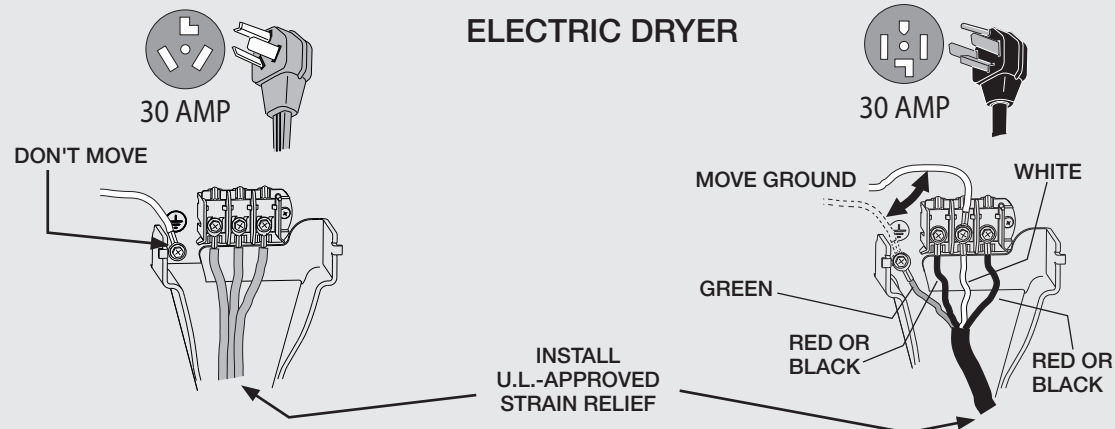 ELECTRIC DRYER
30 AMP
DON'T MOVE
30 AMP
MOVE GROUND
WHITE
GREEN
RED OR
BLACK
RED OR
BLACK
INSTALL
U.L.-APPROVED
STRAIN RELIEF